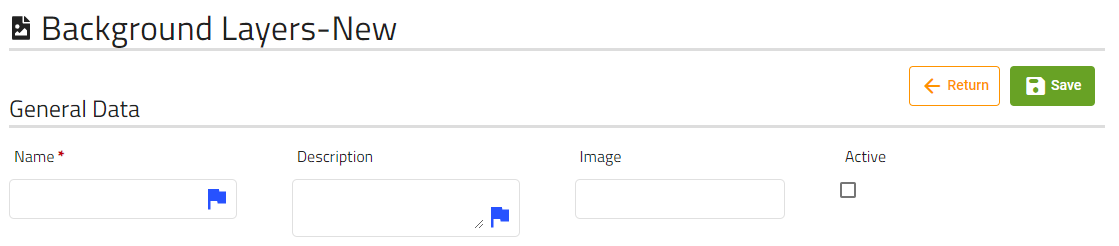 Background Layers-New
Return
Save
General Data
Name *
Description
Image
Active